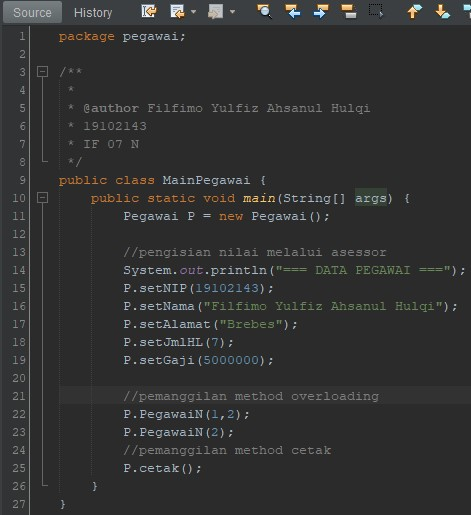 Source History
1 package pegawai;
2
3 /**
4 *
5 * @author Filfimo Yulfiz Ahsanul Hulqi
6 * 19102143
7 * IF 07 N
8 */
9 public class MainPegawai {
10 public static void main(String[] args) {
11 Pegawai P = new Pegawai();
12
13 //pengisian nilai melalui asessor
14 System.out.println("=== DATA PEGAWAI ===");
15 P.setNIP(19102143);
16 P.setNama("Filfimo Yulfiz Ahsanul Hulqi");
17 P.setAlamat("Brebes");
18 P.setJmlHL(7);
19 P.setGaji(5000000);
20
21 //pemanggilan method overloading
22 P.PegawaiN(1,2);
23 P.PegawaiN(2);
24 //pemanggilan method cetak
25 P.cetak();
26 }
27 }